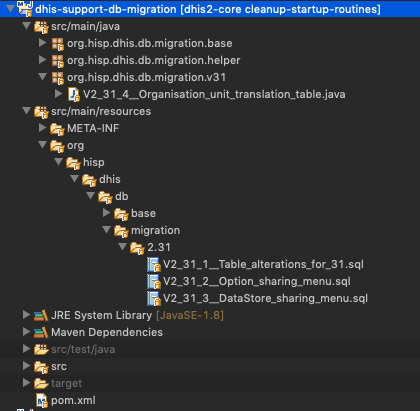 dhis-support-db-migration [dhis2-core cleanup-startup-routines]
src/main/java
org.hisp.dhis.db.migration.base
org.hisp.dhis.db.migration.helper
org.hisp.dhis.db.migration.v31
V2_31_4__Organisation_unit_translation_table.java
src/main/resources
META-INF
org
hisp
dhis
db
base
migration
2.31
V2_31_1__Table_alterations_for_31.sql
V2_31_2__Option_sharing_menu.sql
V2_31_3__DataStore_sharing_menu.sql
JRE System Library [JavaSE-1.8]
Maven Dependencies
src/test/java
src
target
pom.xml